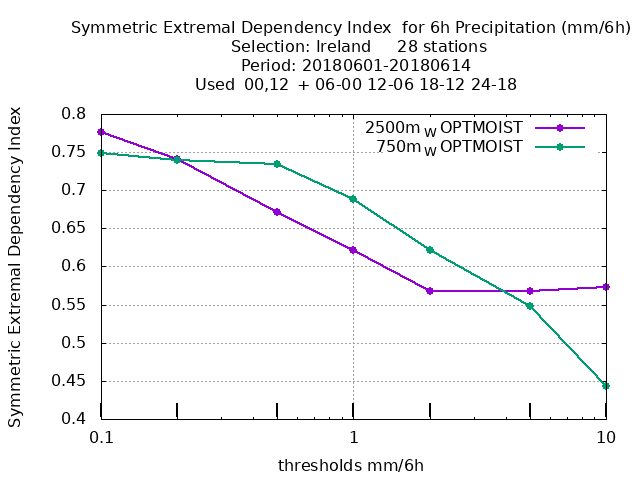 Symmetric Extremal Dependency Index  for 6h Precipitation (mm/6h)
Selection: Ireland     28 stations
Period: 20180601-20180614
Used  00,12  + 06-00 12-06 18-12 24-18
Symmetric Extremal Dependency Index
0.8
0.75
0.7
0.65
0.6
0.55
0.5
0.45
0.4
2500m W OPTMOIST
750m W OPTMOIST
0.1
1
10
thresholds mm/6h